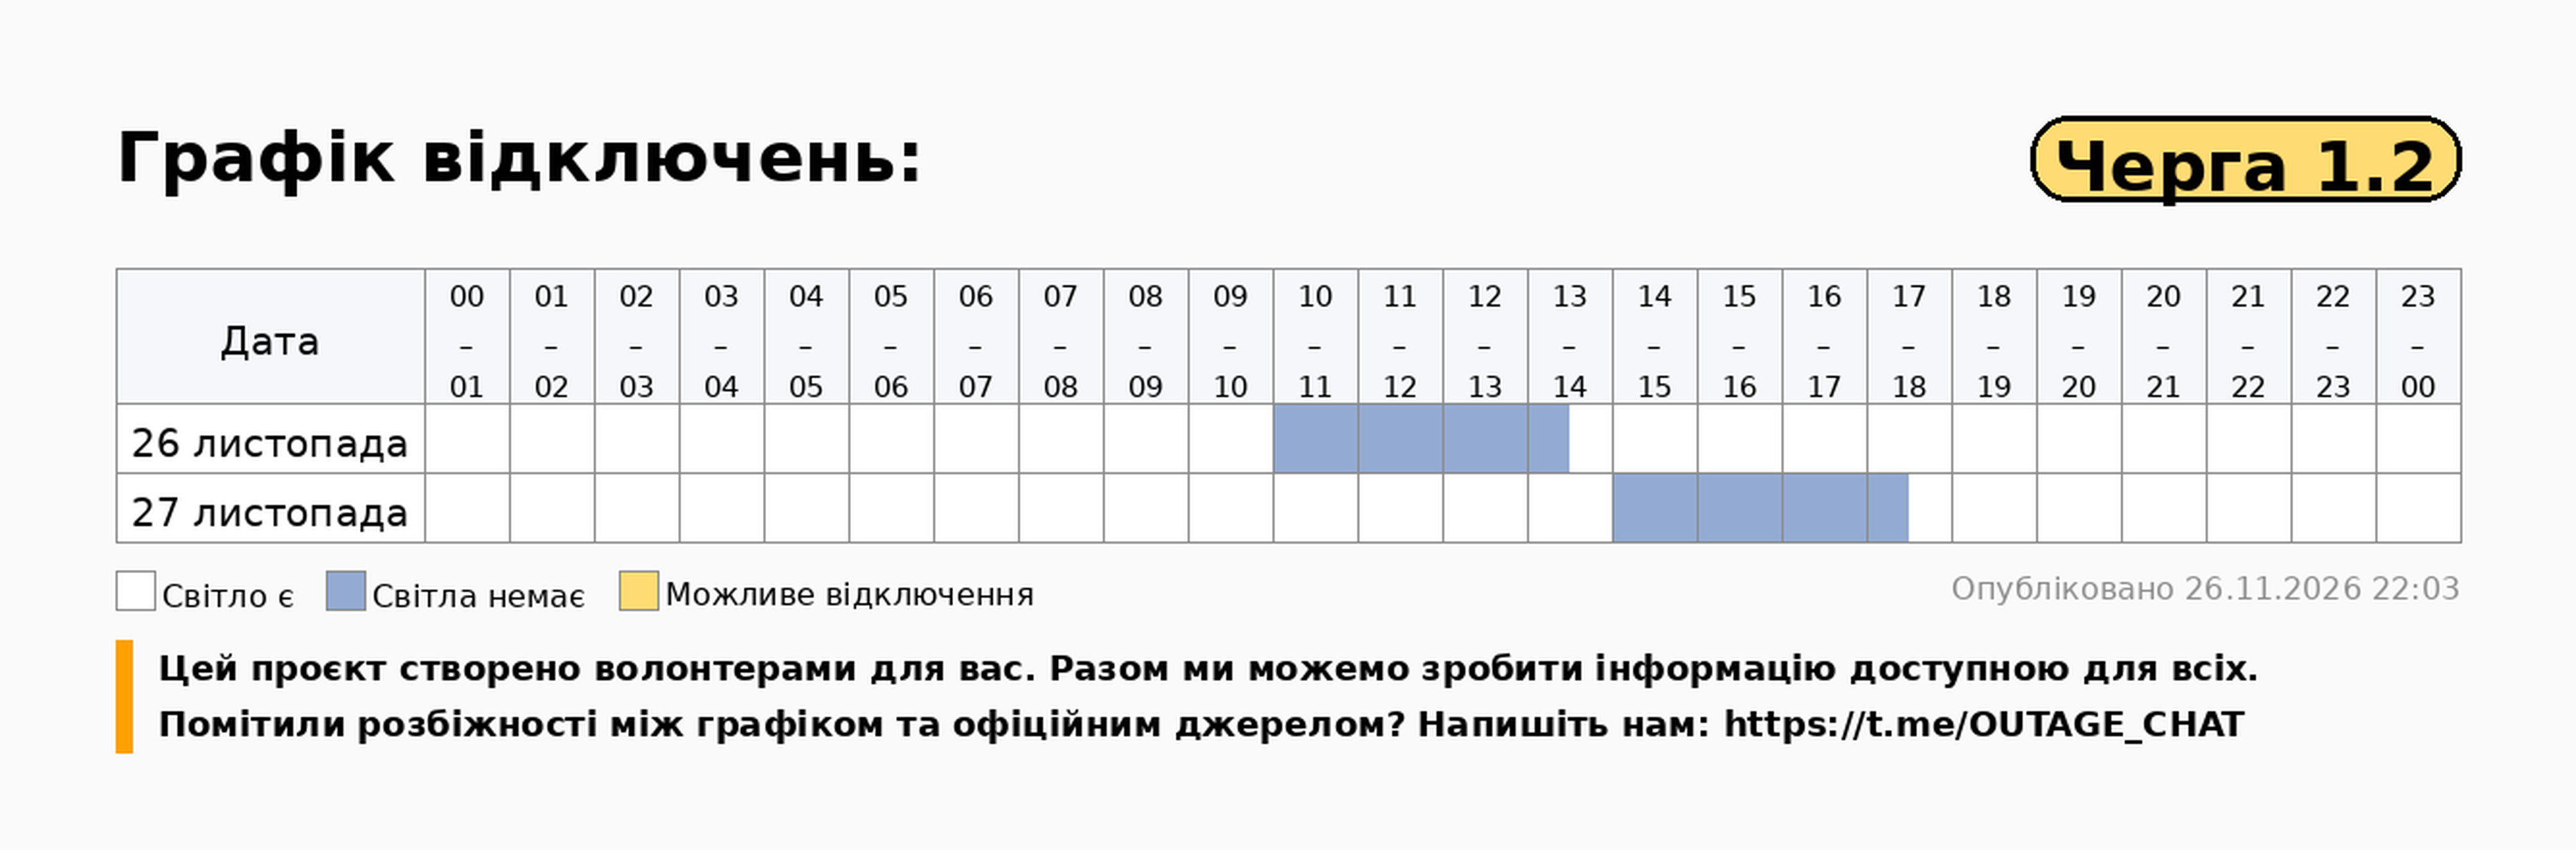 Графік відключень:
Черга 1.2
Дата
00 – 01
01 – 02
02 – 03
03 – 04
04 – 05
05 – 06
06 – 07
07 – 08
08 – 09
09 – 10
10 – 11
11 – 12
12 – 13
13 – 14
14 – 15
15 – 16
16 – 17
17 – 18
18 – 19
19 – 20
20 – 21
21 – 22
22 – 23
23 – 00
26 листопада
27 листопада
Світло є
Світла немає
Можливе відключення
Опубліковано 26.11.2026 22:03
Цей проєкт створено волонтерами для вас. Разом ми можемо зробити інформацію доступною для всіх.
Помітили розбіжності між графіком та офіційним джерелом? Напишіть нам: https://t.me/OUTAGE_CHAT